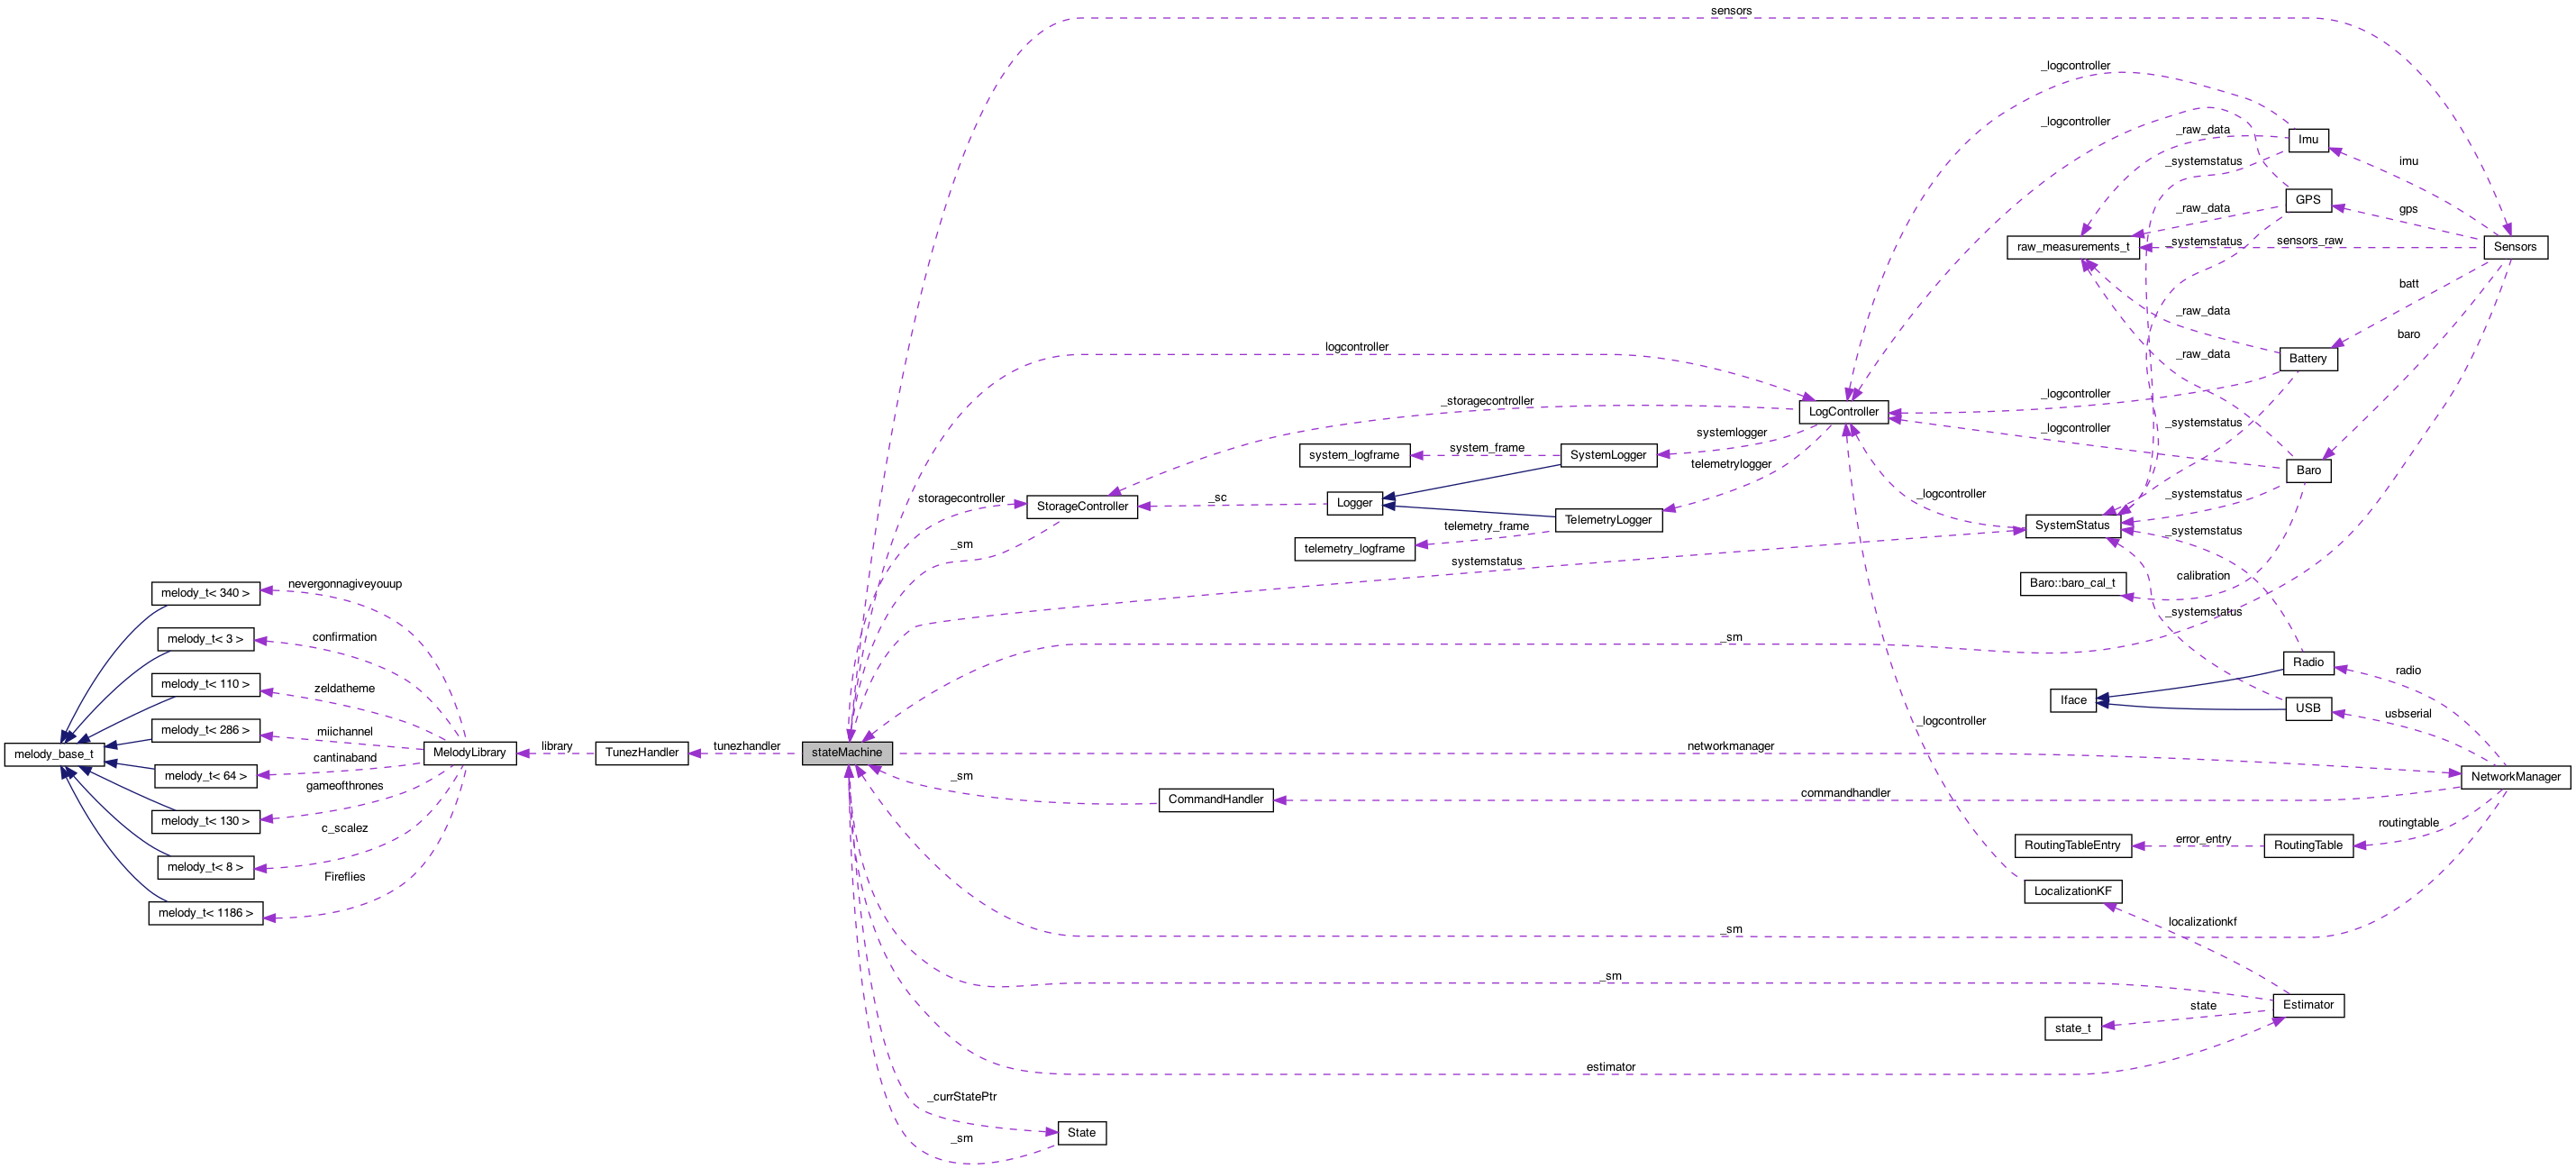 sensors
_logcontroller
_logcontroller
_raw_data
Imu
_systemstatus
imu
GPS
_raw_data
gps
raw_measurements_t
_systemstatus
sensors_raw
Sensors
batt
_raw_data
baro
logcontroller
_raw_data
Battery
_logcontroller
_storagecontroller
LogController
_systemstatus
_logcontroller
systemlogger
system_frame
system_logframe
SystemLogger
telemetrylogger
Baro
_systemstatus
_logcontroller
storagecontroller
_sc
Logger
StorageController
TelemetryLogger
telemetry_frame
SystemStatus
_systemstatus
_sm
telemetry_logframe
systemstatus
calibration
Baro::baro_cal_t
nevergonnagiveyouup
melody_t< 340 >
_systemstatus
confirmation
melody_t< 3 >
_sm
Radio
radio
zeldatheme
melody_t< 110 >
Iface
USB
usbserial
_logcontroller
miichannel
melody_t< 286 >
melody_base_t
MelodyLibrary
library
TunezHandler
tunezhandler
stateMachine
networkmanager
cantinaband
melody_t< 64 >
NetworkManager
gameofthrones
_sm
CommandHandler
commandhandler
melody_t< 130 >
c_scalez
routingtable
RoutingTableEntry
error_entry
RoutingTable
melody_t< 8 >
Fireflies
LocalizationKF
melody_t< 1186 >
localizationkf
_sm
_sm
state
Estimator
state_t
estimator
_currStatePtr
State
_sm